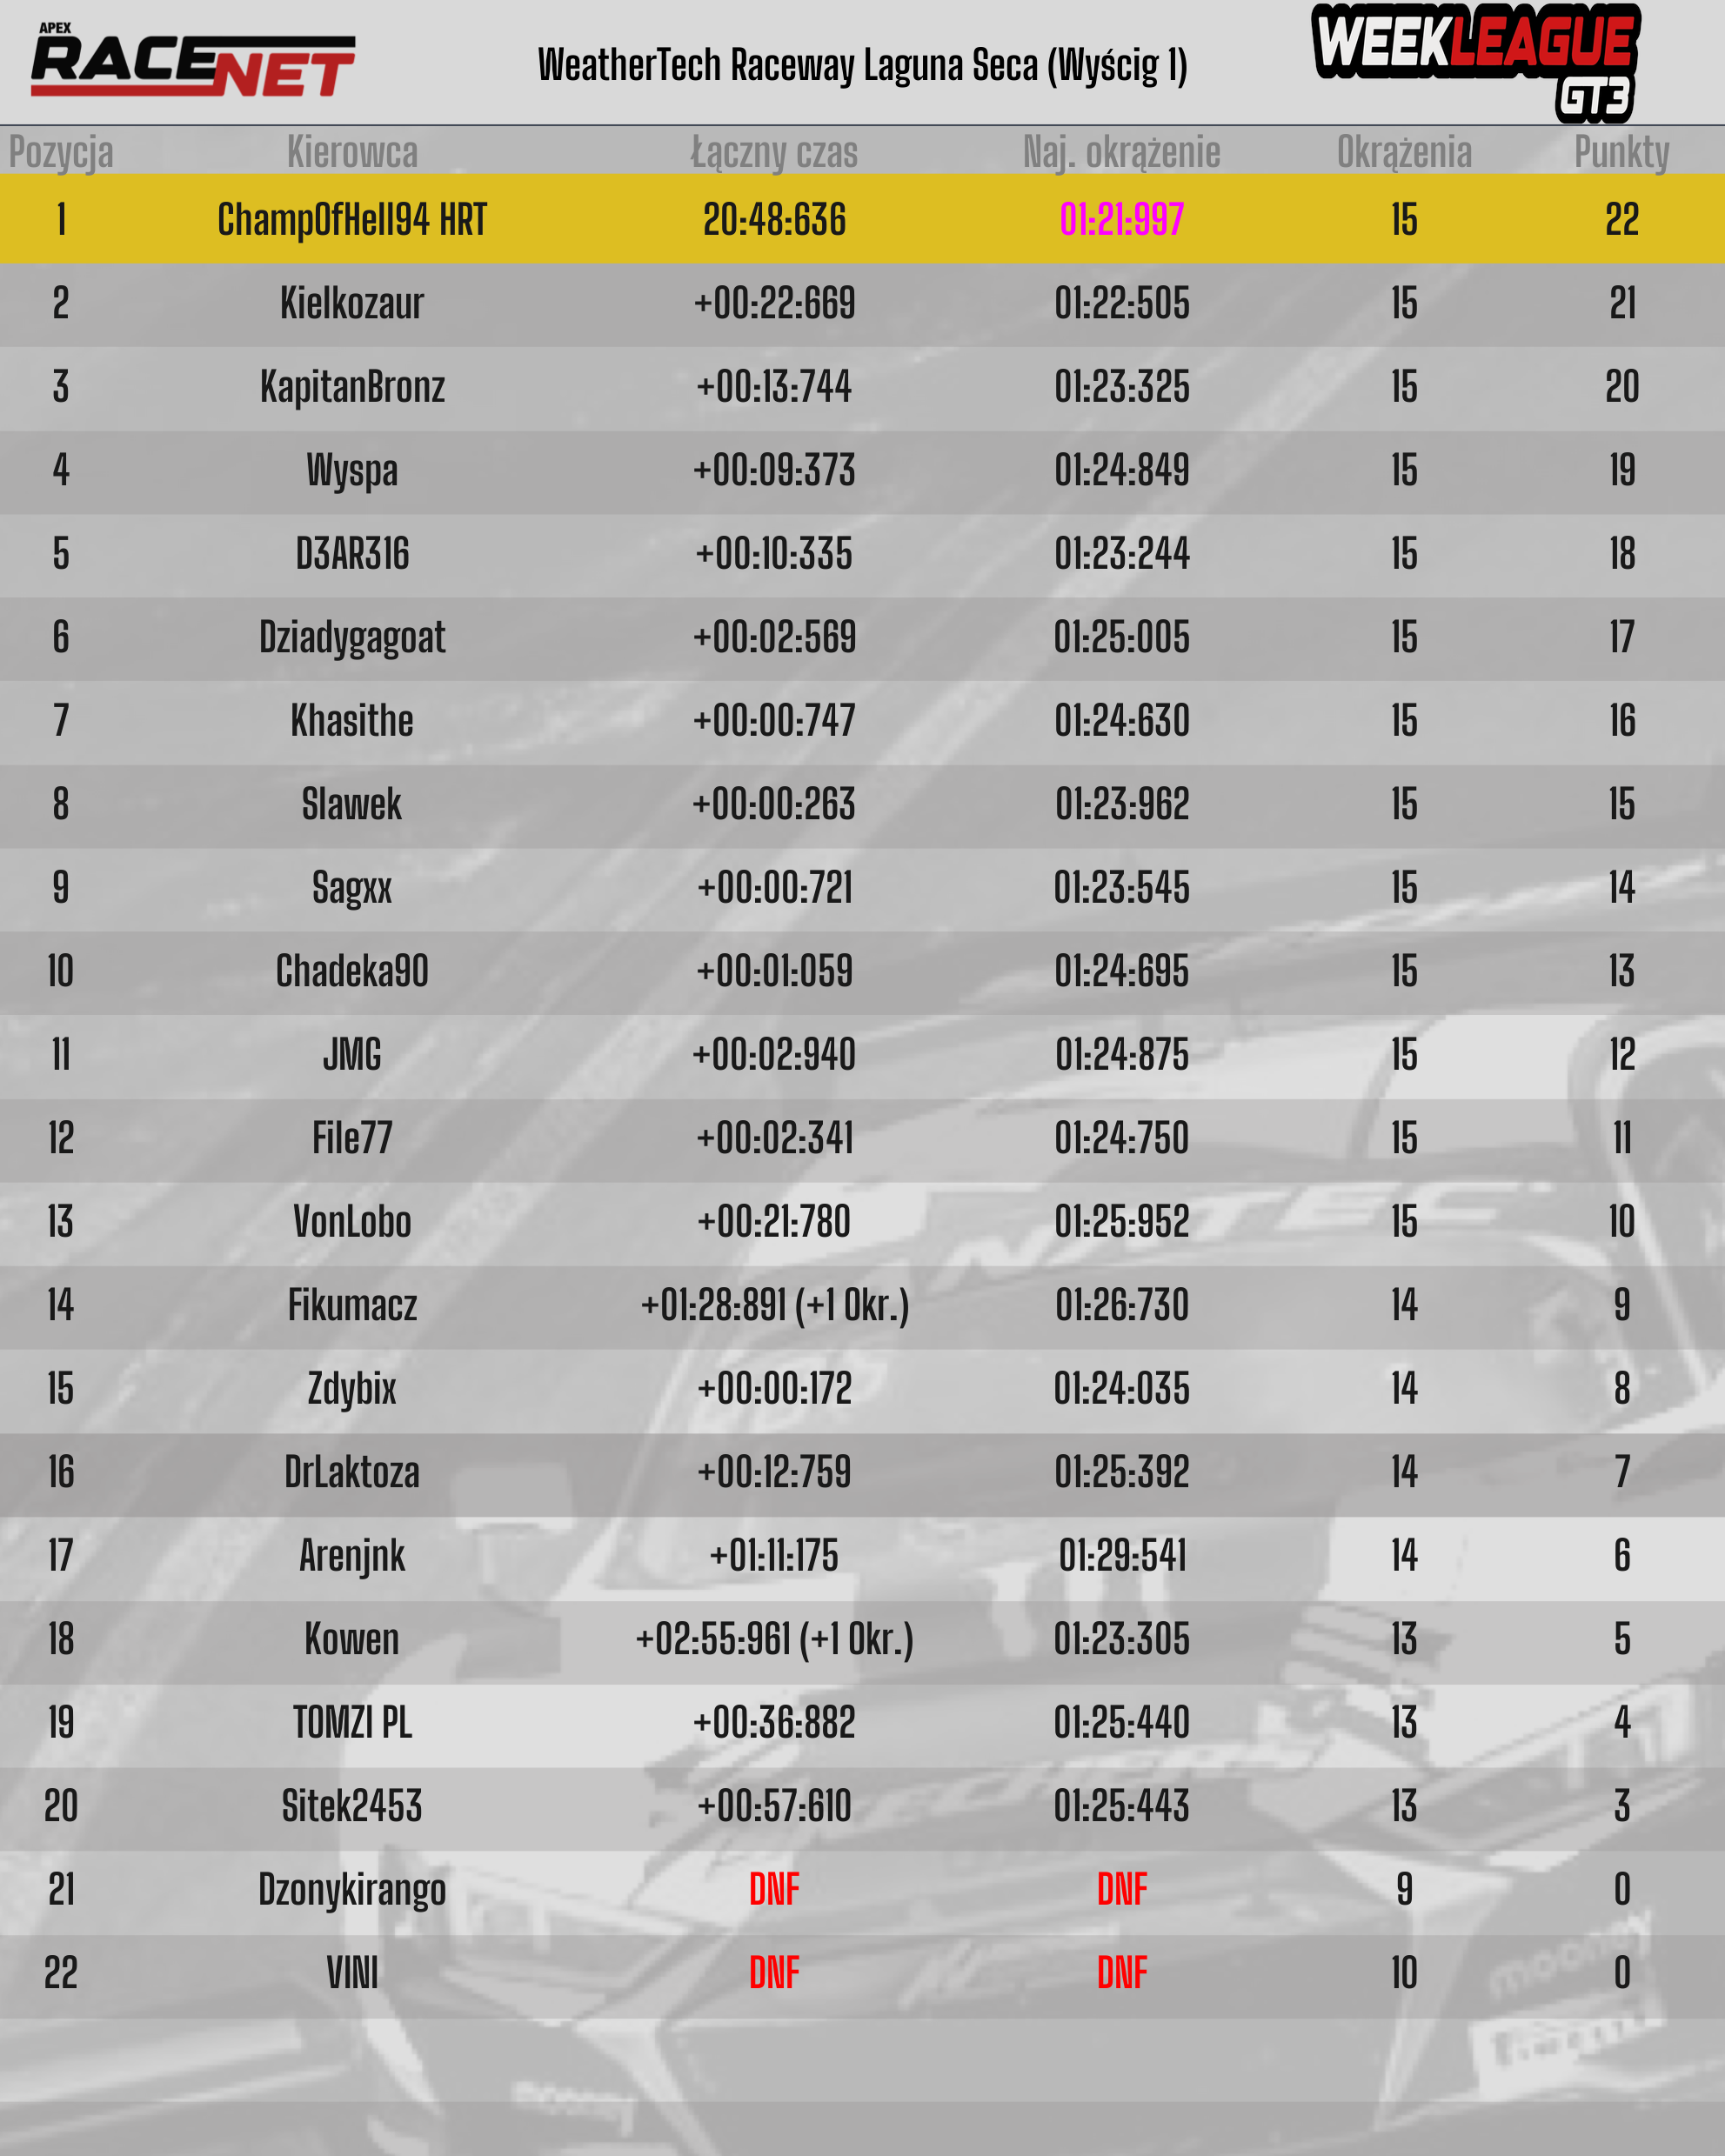 APEX
RACENET
WeatherTech Raceway Laguna Seca (Wyścig 1)
WEEKLEAGUE
GT3
Pozycja Kierowca Łączny czas Naj. okrążenie Okrążenia Punkty
1 ChampOfHell94 HRT 20:48:636 01:21:997 15 22
2 Kielkozaur +00:22:669 01:22:505 15 21
3 KapitanBronz +00:13:744 01:23:325 15 20
4 Wyspa +00:09:373 01:24:849 15 19
5 D3AR316 +00:10:335 01:23:244 15 18
6 Dziadygagoat +00:02:569 01:25:005 15 17
7 Khasithe +00:00:747 01:24:630 15 16
8 Slawek +00:00:263 01:23:962 15 15
9 Sagxx +00:00:721 01:23:545 15 14
10 Chadeka90 +00:01:059 01:24:695 15 13
11 JMG +00:02:940 01:24:875 15 12
12 File77 +00:02:341 01:24:750 15 11
13 VonLobo +00:21:780 01:25:952 15 10
14 Fikumacz +01:28:891 (+1 Okr.) 01:26:730 14 9
15 Zdybix +00:00:172 01:24:035 14 8
16 DrLaktoza +00:12:759 01:25:392 14 7
17 Arenjnk +01:11:175 01:29:541 14 6
18 Kowen +02:55:961 (+1 Okr.) 01:23:305 13 5
19 TOMZI PL +00:36:882 01:25:440 13 4
20 Sitek2453 +00:57:610 01:25:443 13 3
21 Dzonykirango DNF DNF 9 0
22 VINI DNF DNF 10 0
mooney
mooney